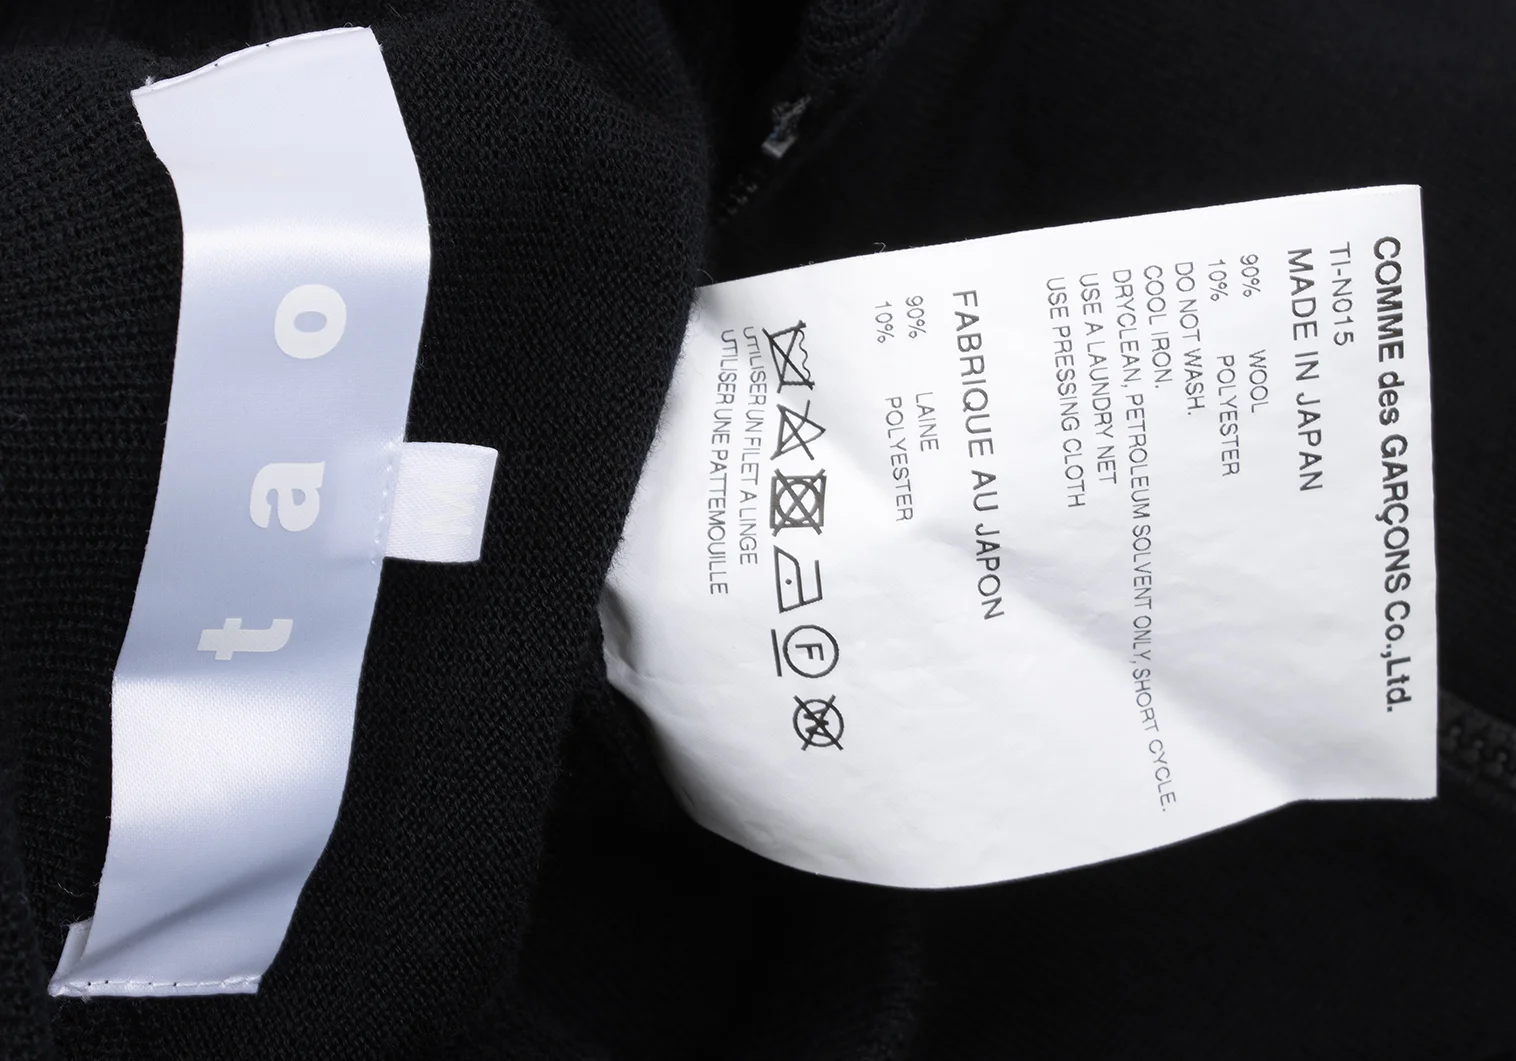 tao
M
COMME des GARÇONS Co.,Ltd.
TI-N015
MADE IN JAPAN
90% WOOL
10% POLYESTER
DO NOT WASH.
COOL IRON.
DRYCLEAN, PETROLEUM SOLVENT ONLY, SHORT CYCLE.
USE A LAUNDRY NET
USE PRESSING CLOTH
FABRIQUE AU JAPON
90% LAINE
10% POLYESTER
F W
UTILISER UN FILET A LINGE
UTILISER UNE PATTEMOUILLE